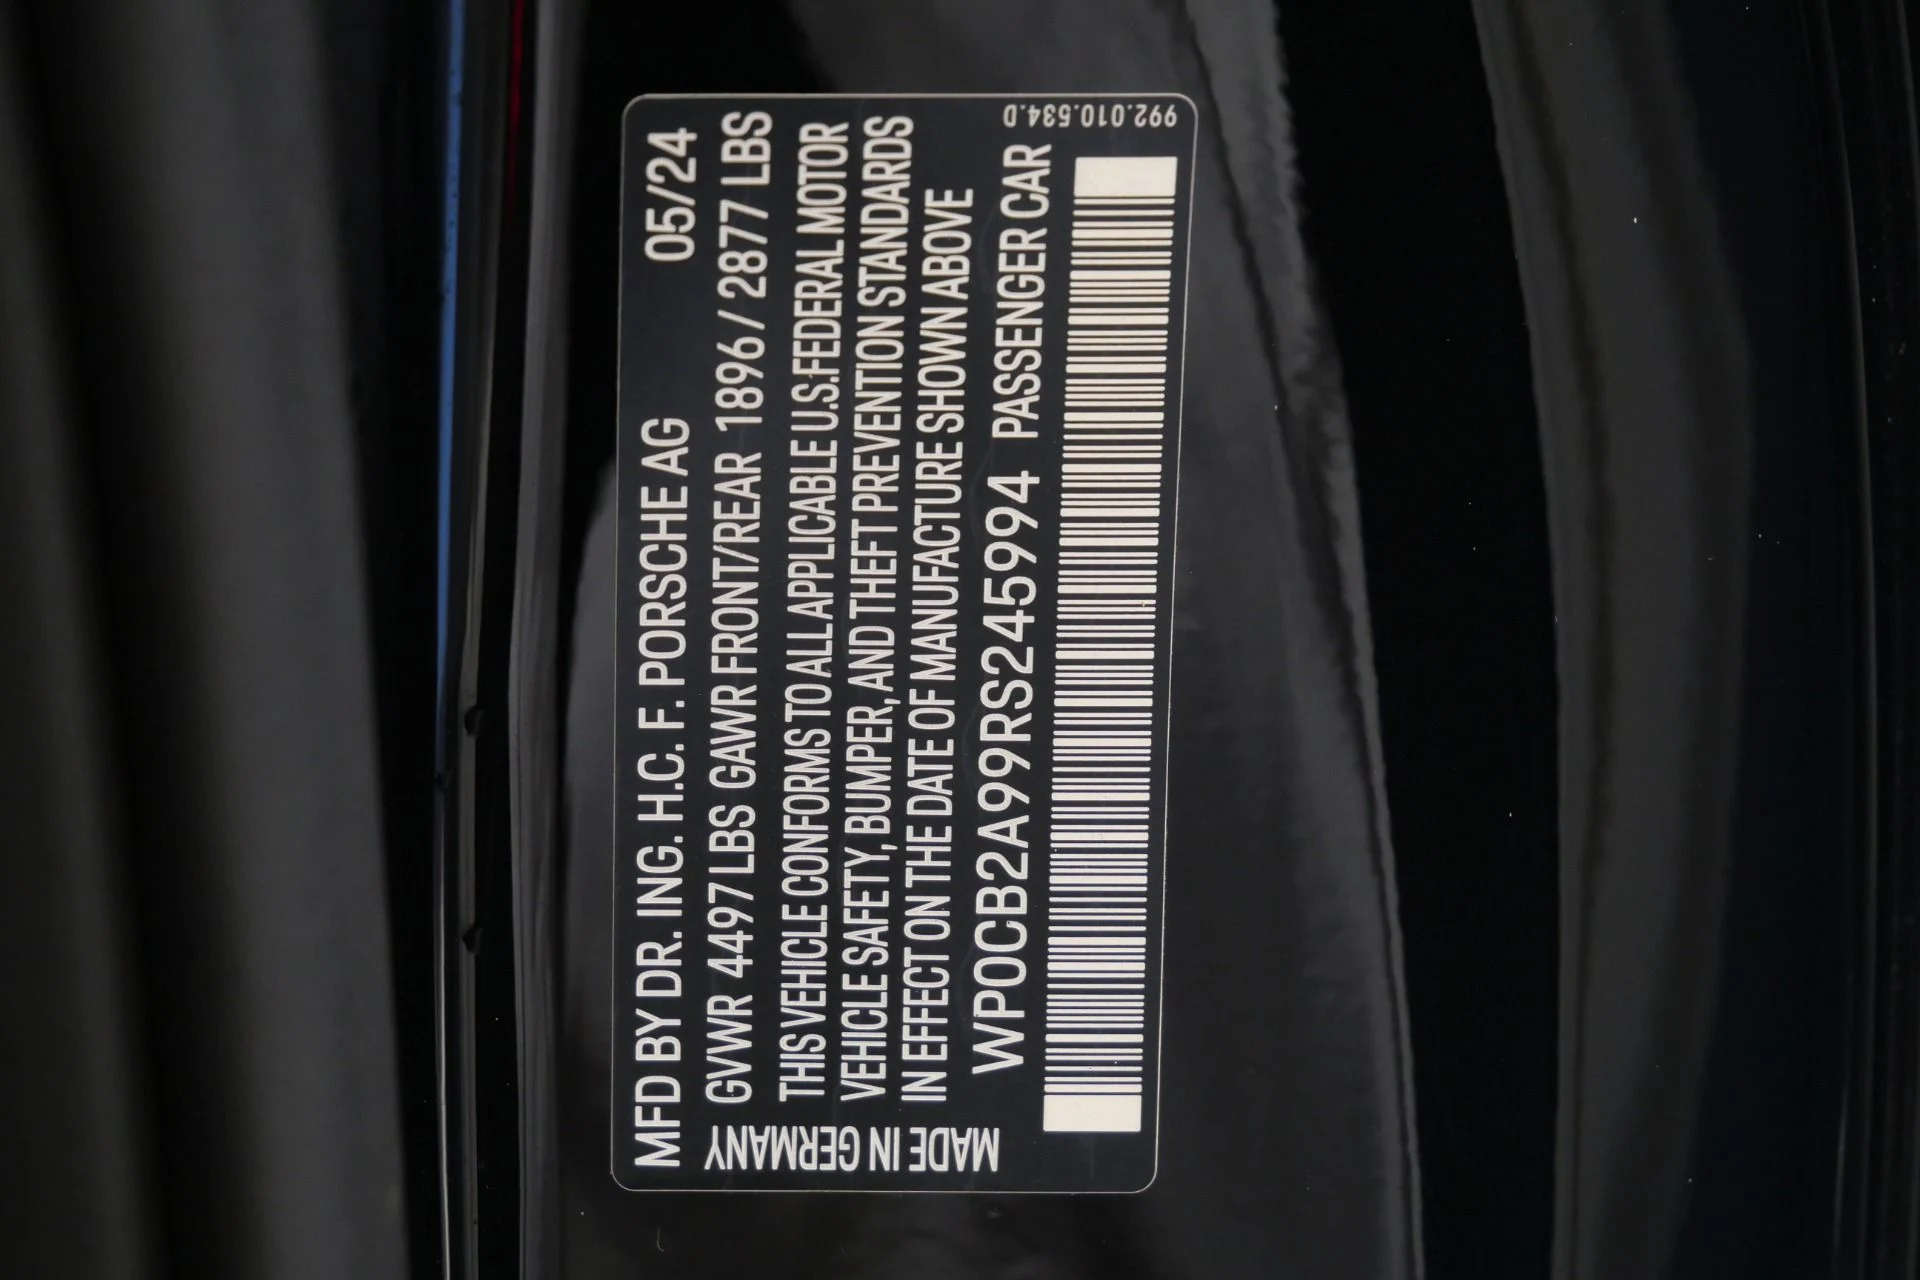 MFD BY DR. ING. H.C. F. PORSCHE AG 05/24
GVWR 4497 LBS GAWR FRONT/REAR 1896 / 2877 LBS
THIS VEHICLE CONFORMS TO ALL APPLICABLE U.S.FEDERAL MOTOR
VEHICLE SAFETY, BUMPER, AND THEFT PREVENTION STANDARDS
IN EFFECT ON THE DATE OF MANUFACTURE SHOWN ABOVE
WP0CB2A99RS245994 PASSENGER CAR
MADE IN GERMANY
992.010.534.D